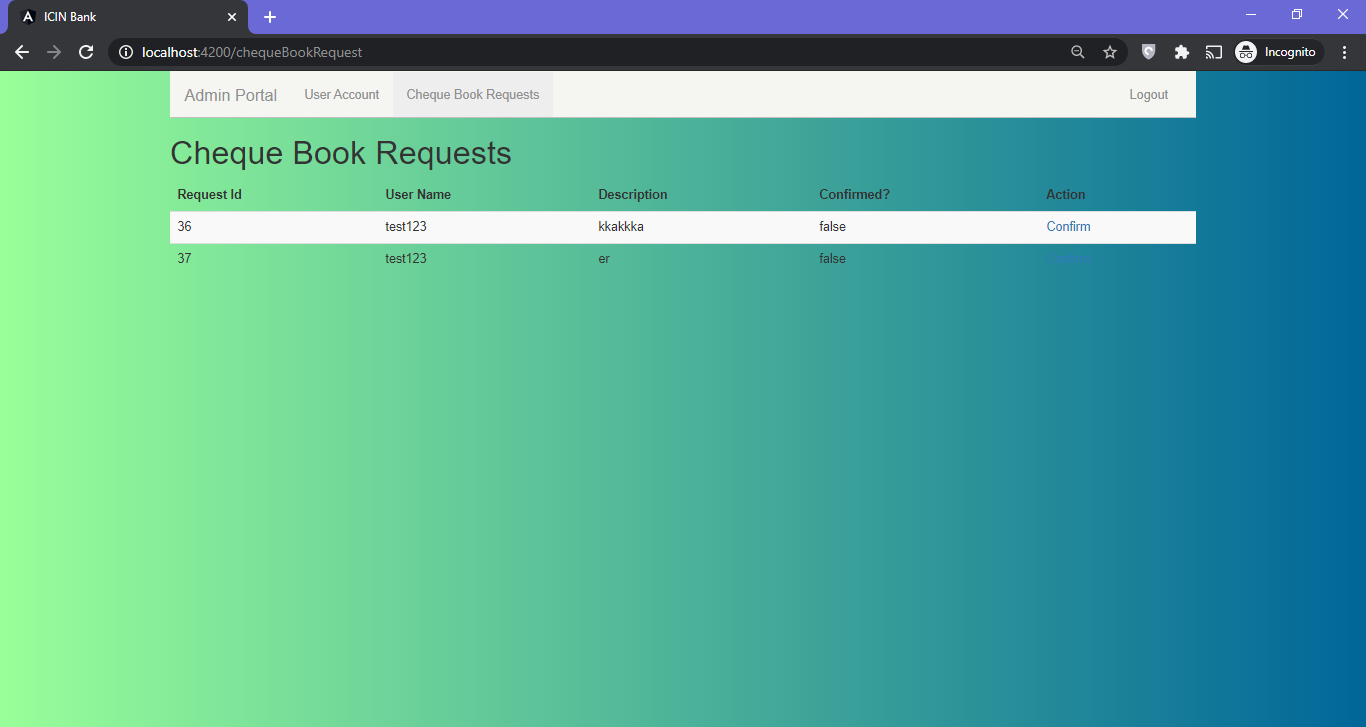 ICIN Bank
localhost:4200/chequeBookRequest
Incognito
Admin Portal User Account Cheque Book Requests Logout
Cheque Book Requests
Request Id User Name Description Confirmed? Action
36 test123 kkakkka false Confirm
37 test123 er false